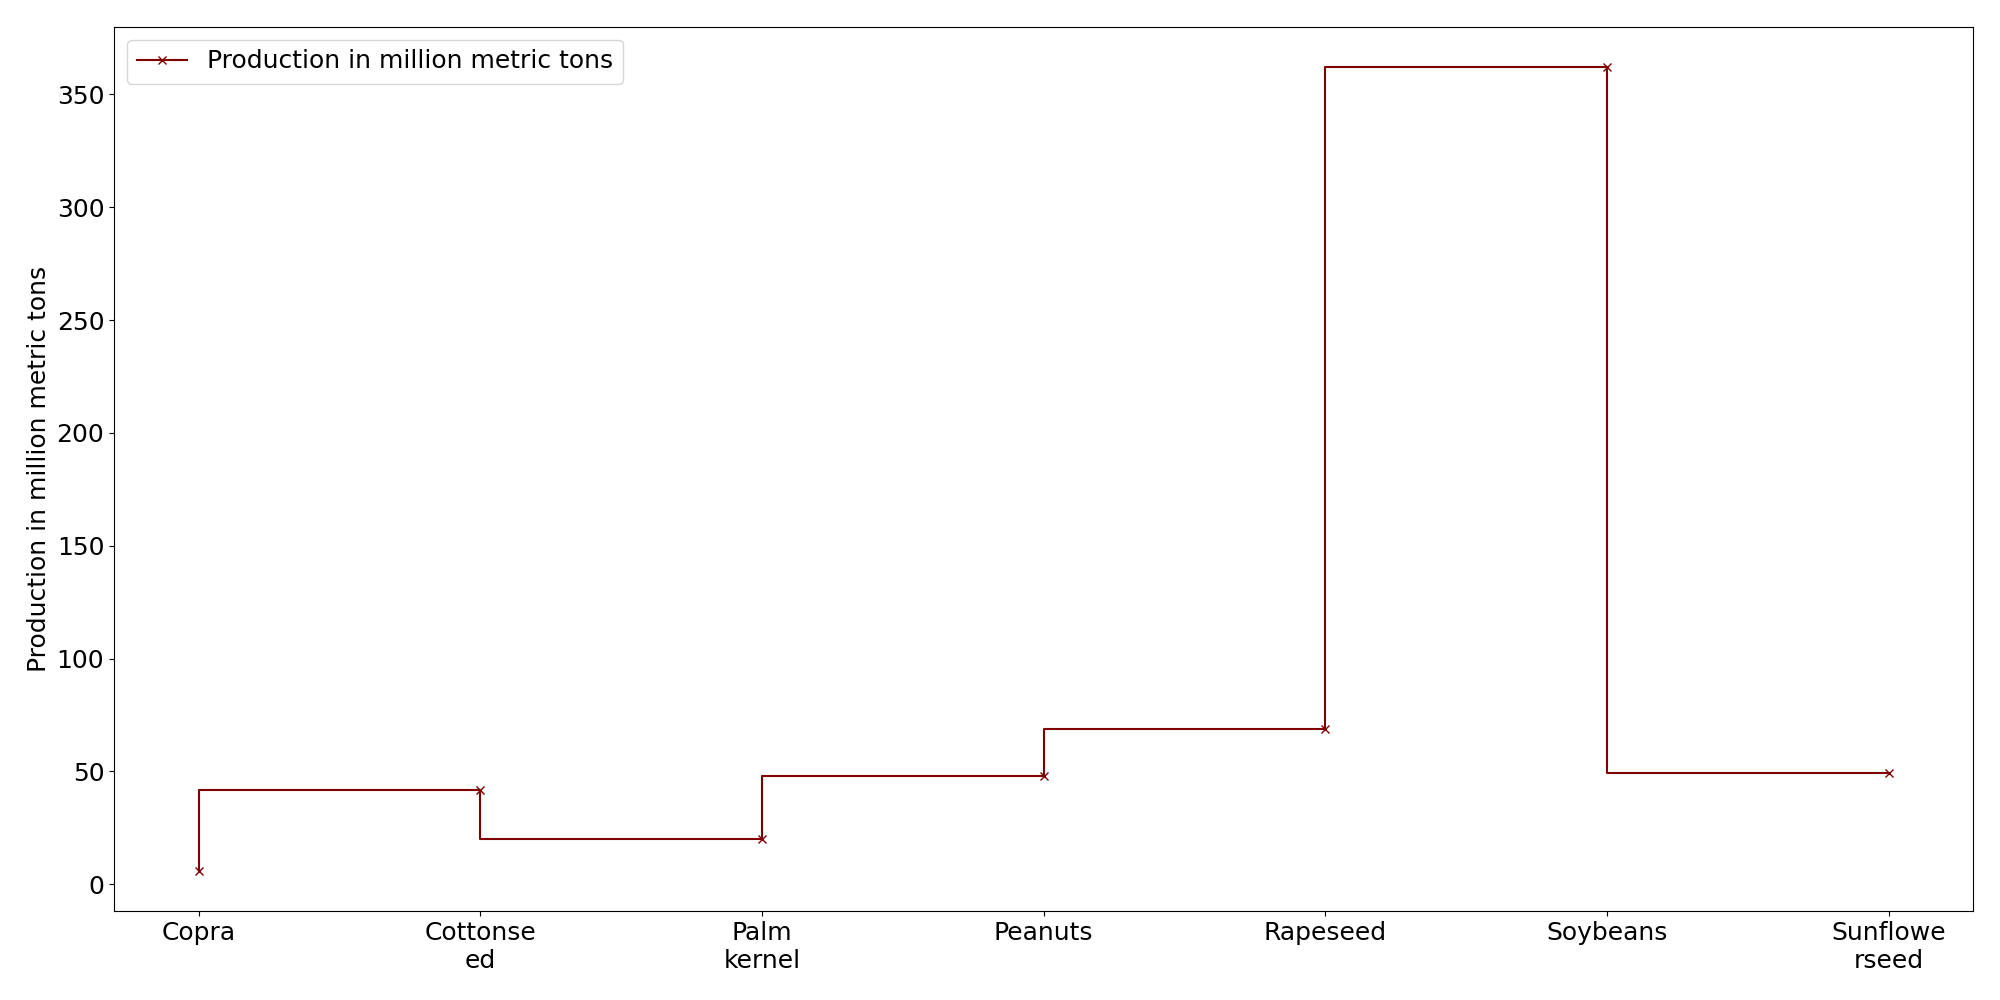 Production in million metric tons
Production in million metric tons
350
300
250
200
150
100
50
0
Copra
Cottonse
ed
Palm
kernel
Peanuts
Rapeseed
Soybeans
Sunflowe
rseed